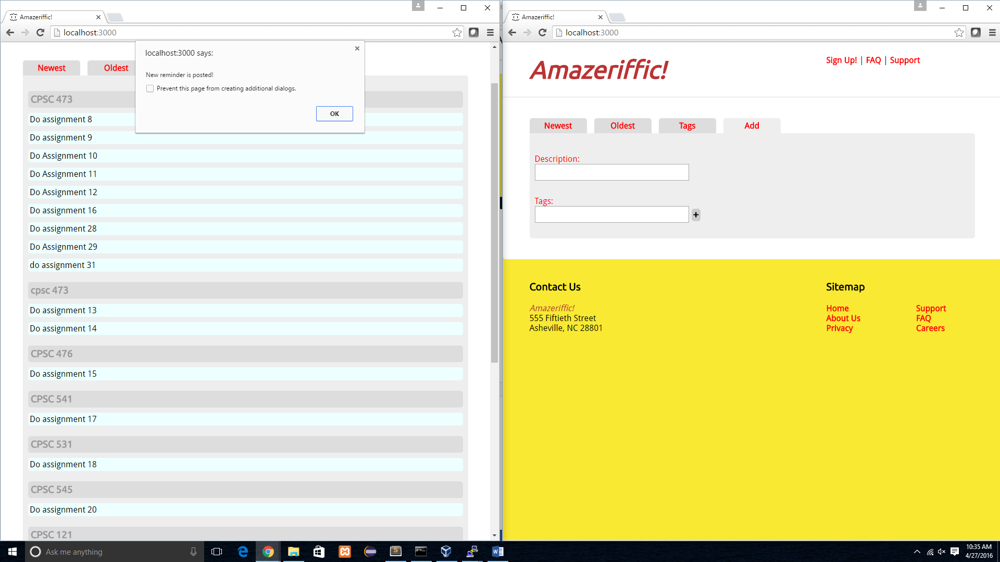 Amazeriffic!
localhost:3000
localhost:3000 says:
New reminder is posted!
Prevent this page from creating additional dialogs.
OK
Newest
Oldest
CPSC 473
Do assignment 8
Do assignment 9
Do Assignment 10
Do Assignment 11
Do Assignment 12
Do assignment 16
Do assignment 28
Do Assignment 29
do assignment 31
cpsc 473
Do assignment 13
Do assignment 14
CPSC 476
Do assignment 15
CPSC 541
Do assignment 17
CPSC 531
Do assignment 18
CPSC 545
Do assignment 20
CPSC 121
Amazeriffic!
localhost:3000
Amazeriffic!
Sign Up! | FAQ | Support
Newest
Oldest
Tags
Add
Description:
Tags:
+
Contact Us
Amazeriffic!
555 Fiftieth Street
Asheville, NC 28801
Sitemap
Home
About Us
Privacy
Support
FAQ
Careers
Ask me anything
10:35 AM
4/27/2016